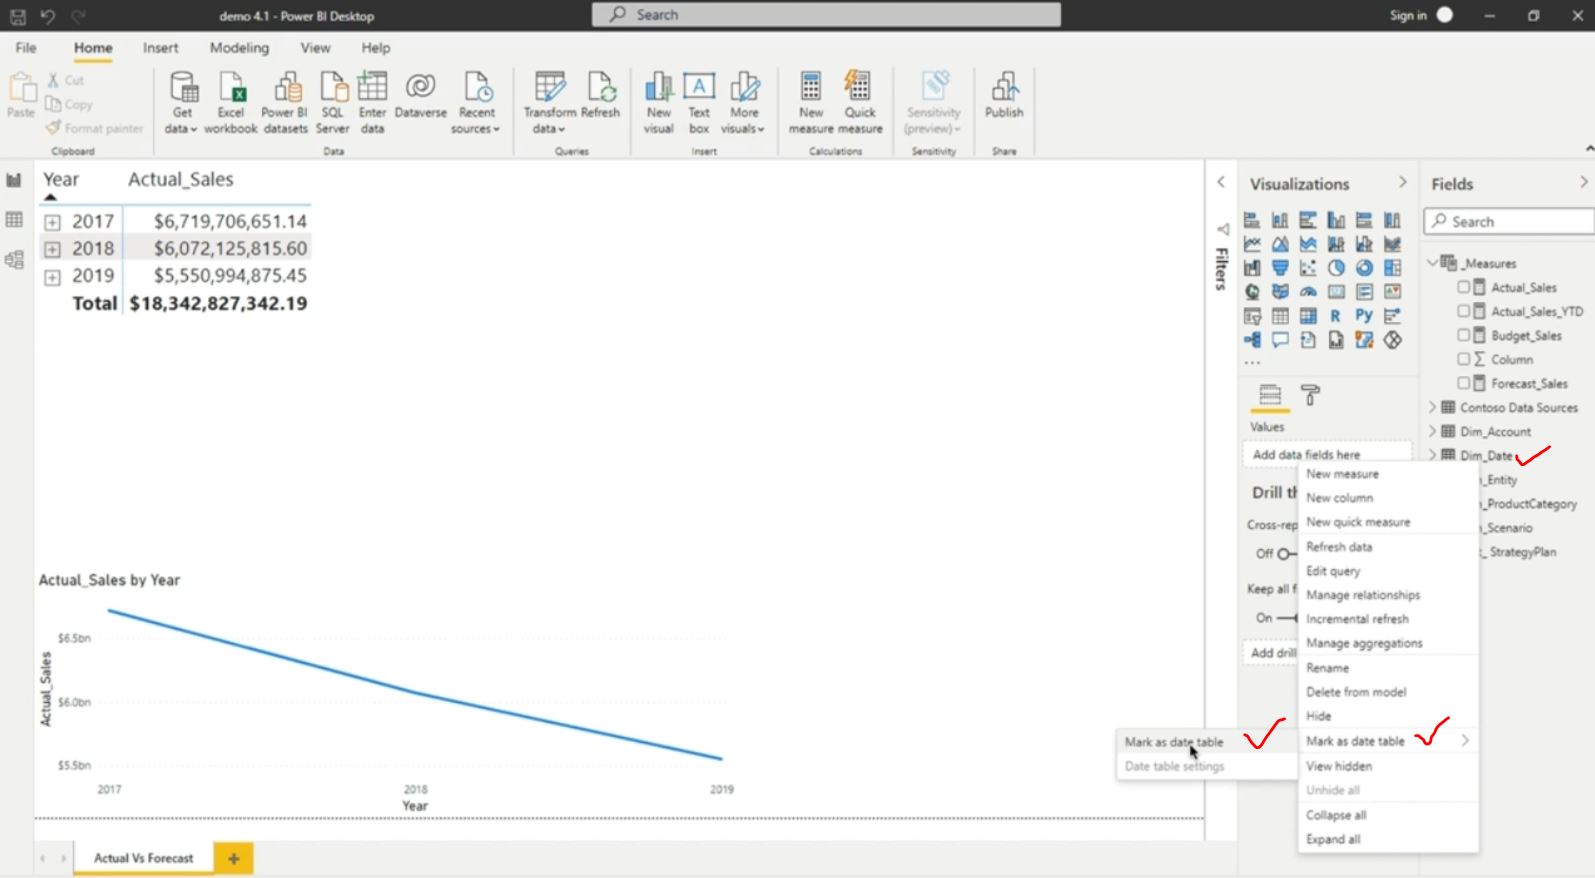 demo 4.1 - Power BI Desktop
Search
Sign in
File Home Insert Modeling View Help
Paste
Cut
Copy
Format painter
Clipboard
Get data
Excel workbook
Power BI datasets
SQL Server
Enter data
Dataverse
Recent sources
Data
Transform data
Refresh
Queries
New visual
Text box
More visuals
Insert
New measure
Quick measure
Calculations
Sensitivity (preview)
Sensitivity
Publish
Share
Year Actual_Sales
2017 $6,719,706,651.14
2018 $6,072,125,815.60
2019 $5,550,994,875.45
Total $18,342,827,342.19
Actual_Sales by Year
Actual_Sales
$6.5bn
$6.0bn
$5.5bn
2017 2018 2019
Year
Actual Vs Forecast
Filters
Visualizations
R Py
...
Values
Add data fields here
Drill th
Cross-rep
Off
Keep all f
On
Add drill
Fields
Search
_Measures
Actual_Sales
Actual_Sales_YTD
Budget_Sales
Column
Forecast_Sales
Contoso Data Sources
Dim_Account
Dim_Date
_Entity
_ProductCategory
_Scenario
_ StrategyPlan
New measure
New column
New quick measure
Refresh data
Edit query
Manage relationships
Incremental refresh
Manage aggregations
Rename
Delete from model
Hide
Mark as date table
View hidden
Unhide all
Collapse all
Expand all
Mark as date table
Date table settings